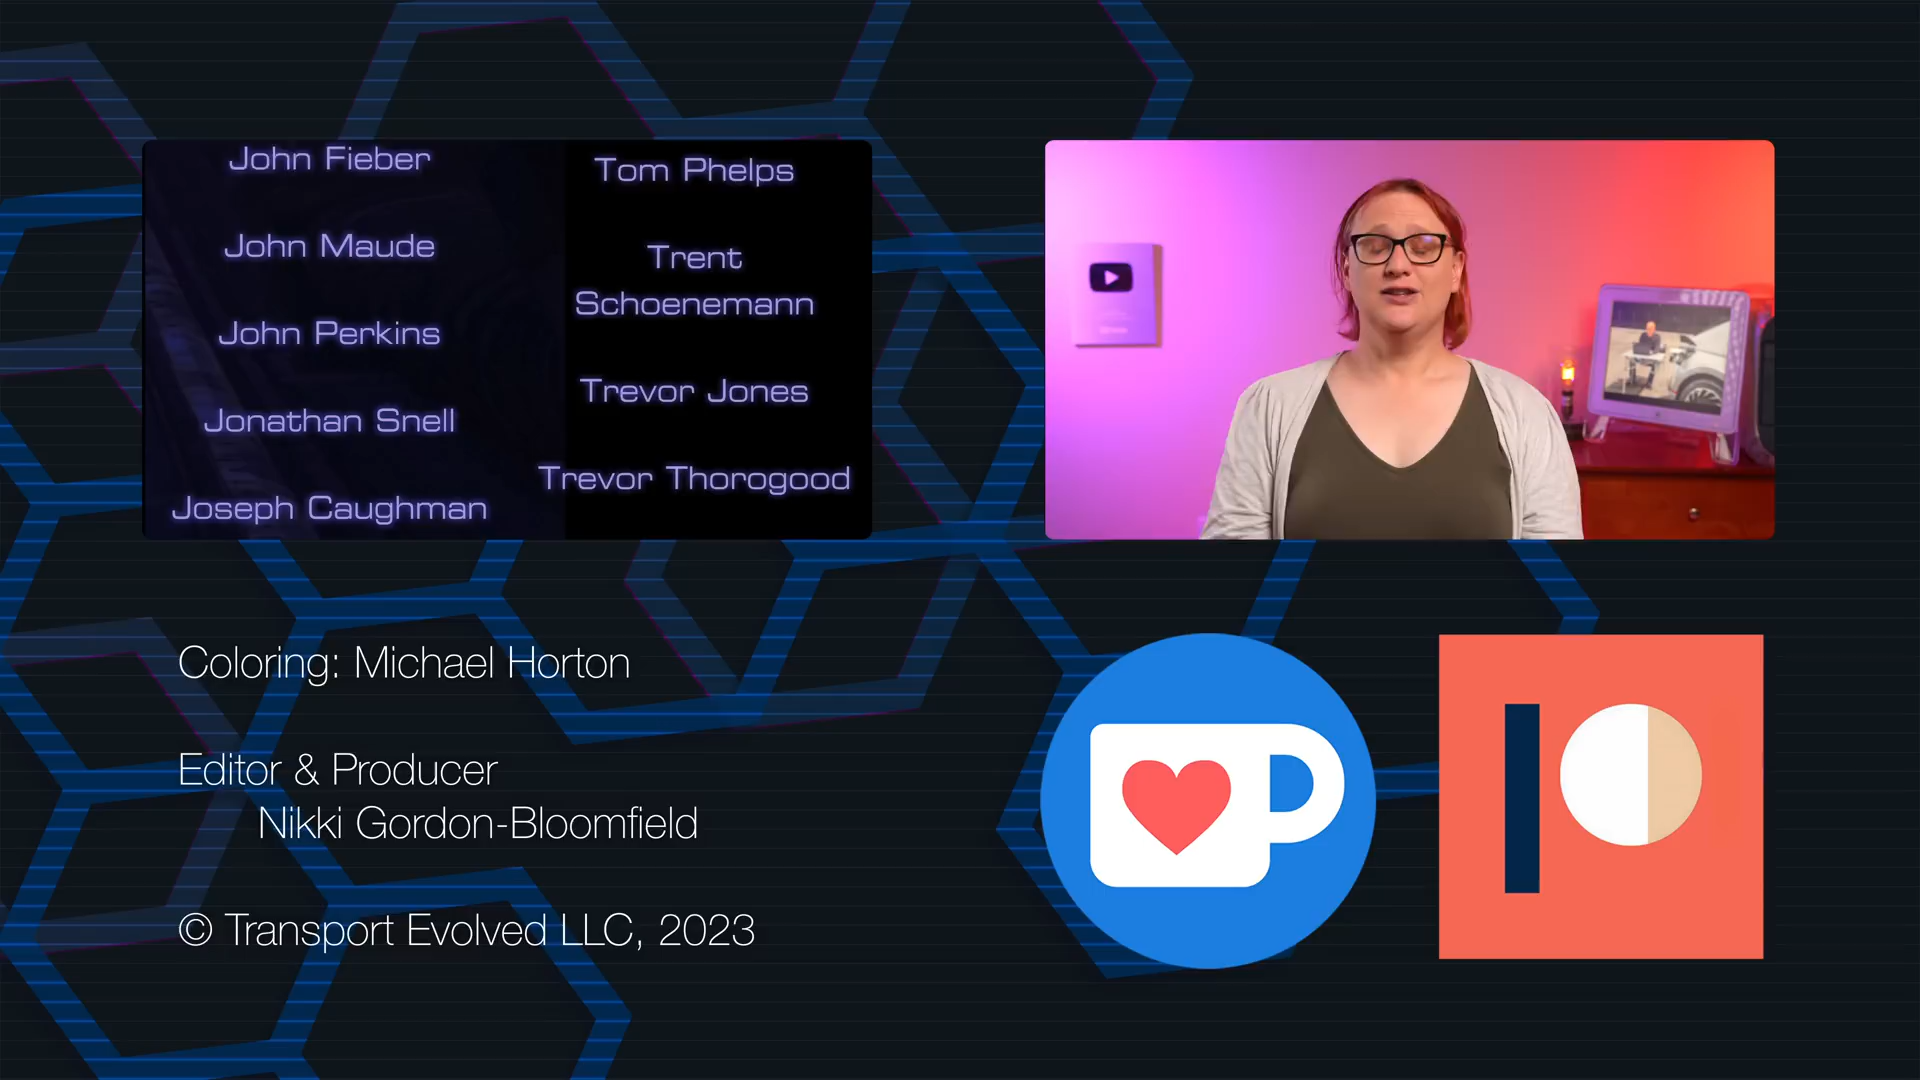 John Fieber
John Maude
John Perkins
Jonathan Snell
Joseph Caughman
Tom Phelps
Trent
Schoenemann
Trevor Jones
Trevor Thorogood
Coloring: Michael Horton
Editor & Producer
Nikki Gordon-Bloomfield
© Transport Evolved LLC, 2023